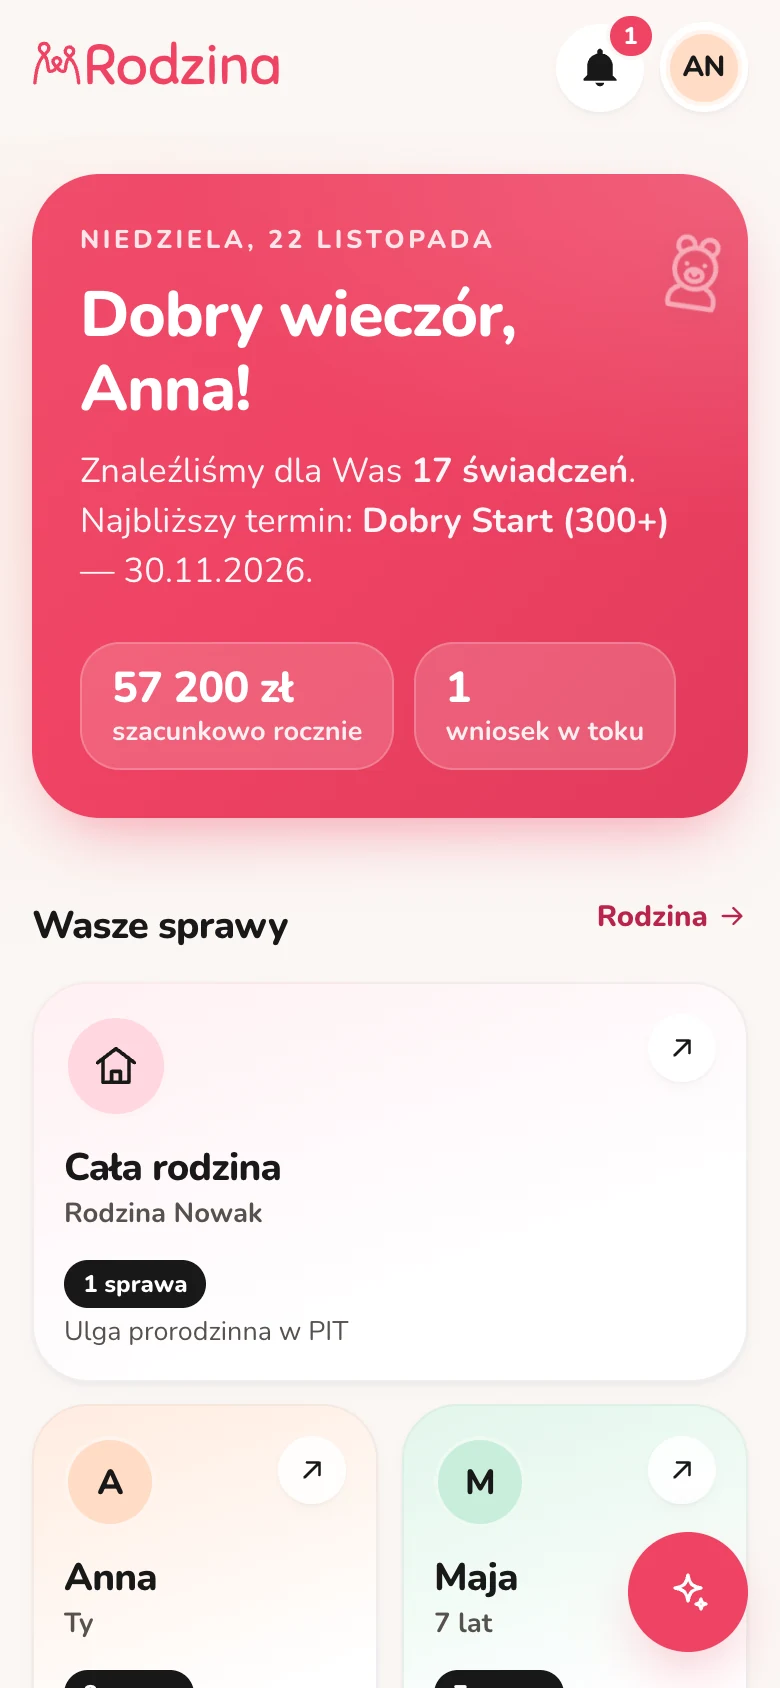 Rodzina
1
AN
NIEDZIELA, 22 LISTOPADA
Dobry wieczór,
Anna!
Znaleźliśmy dla Was 17 świadczeń.
Najbliższy termin: Dobry Start (300+)
— 30.11.2026.
57 200 zł
szacunkowo rocznie
1
wniosek w toku
Wasze sprawy
Rodzina →
Cała rodzina
Rodzina Nowak
1 sprawa
Ulga prorodzinna w PIT
A
Anna
Ty
M
Maja
7 lat